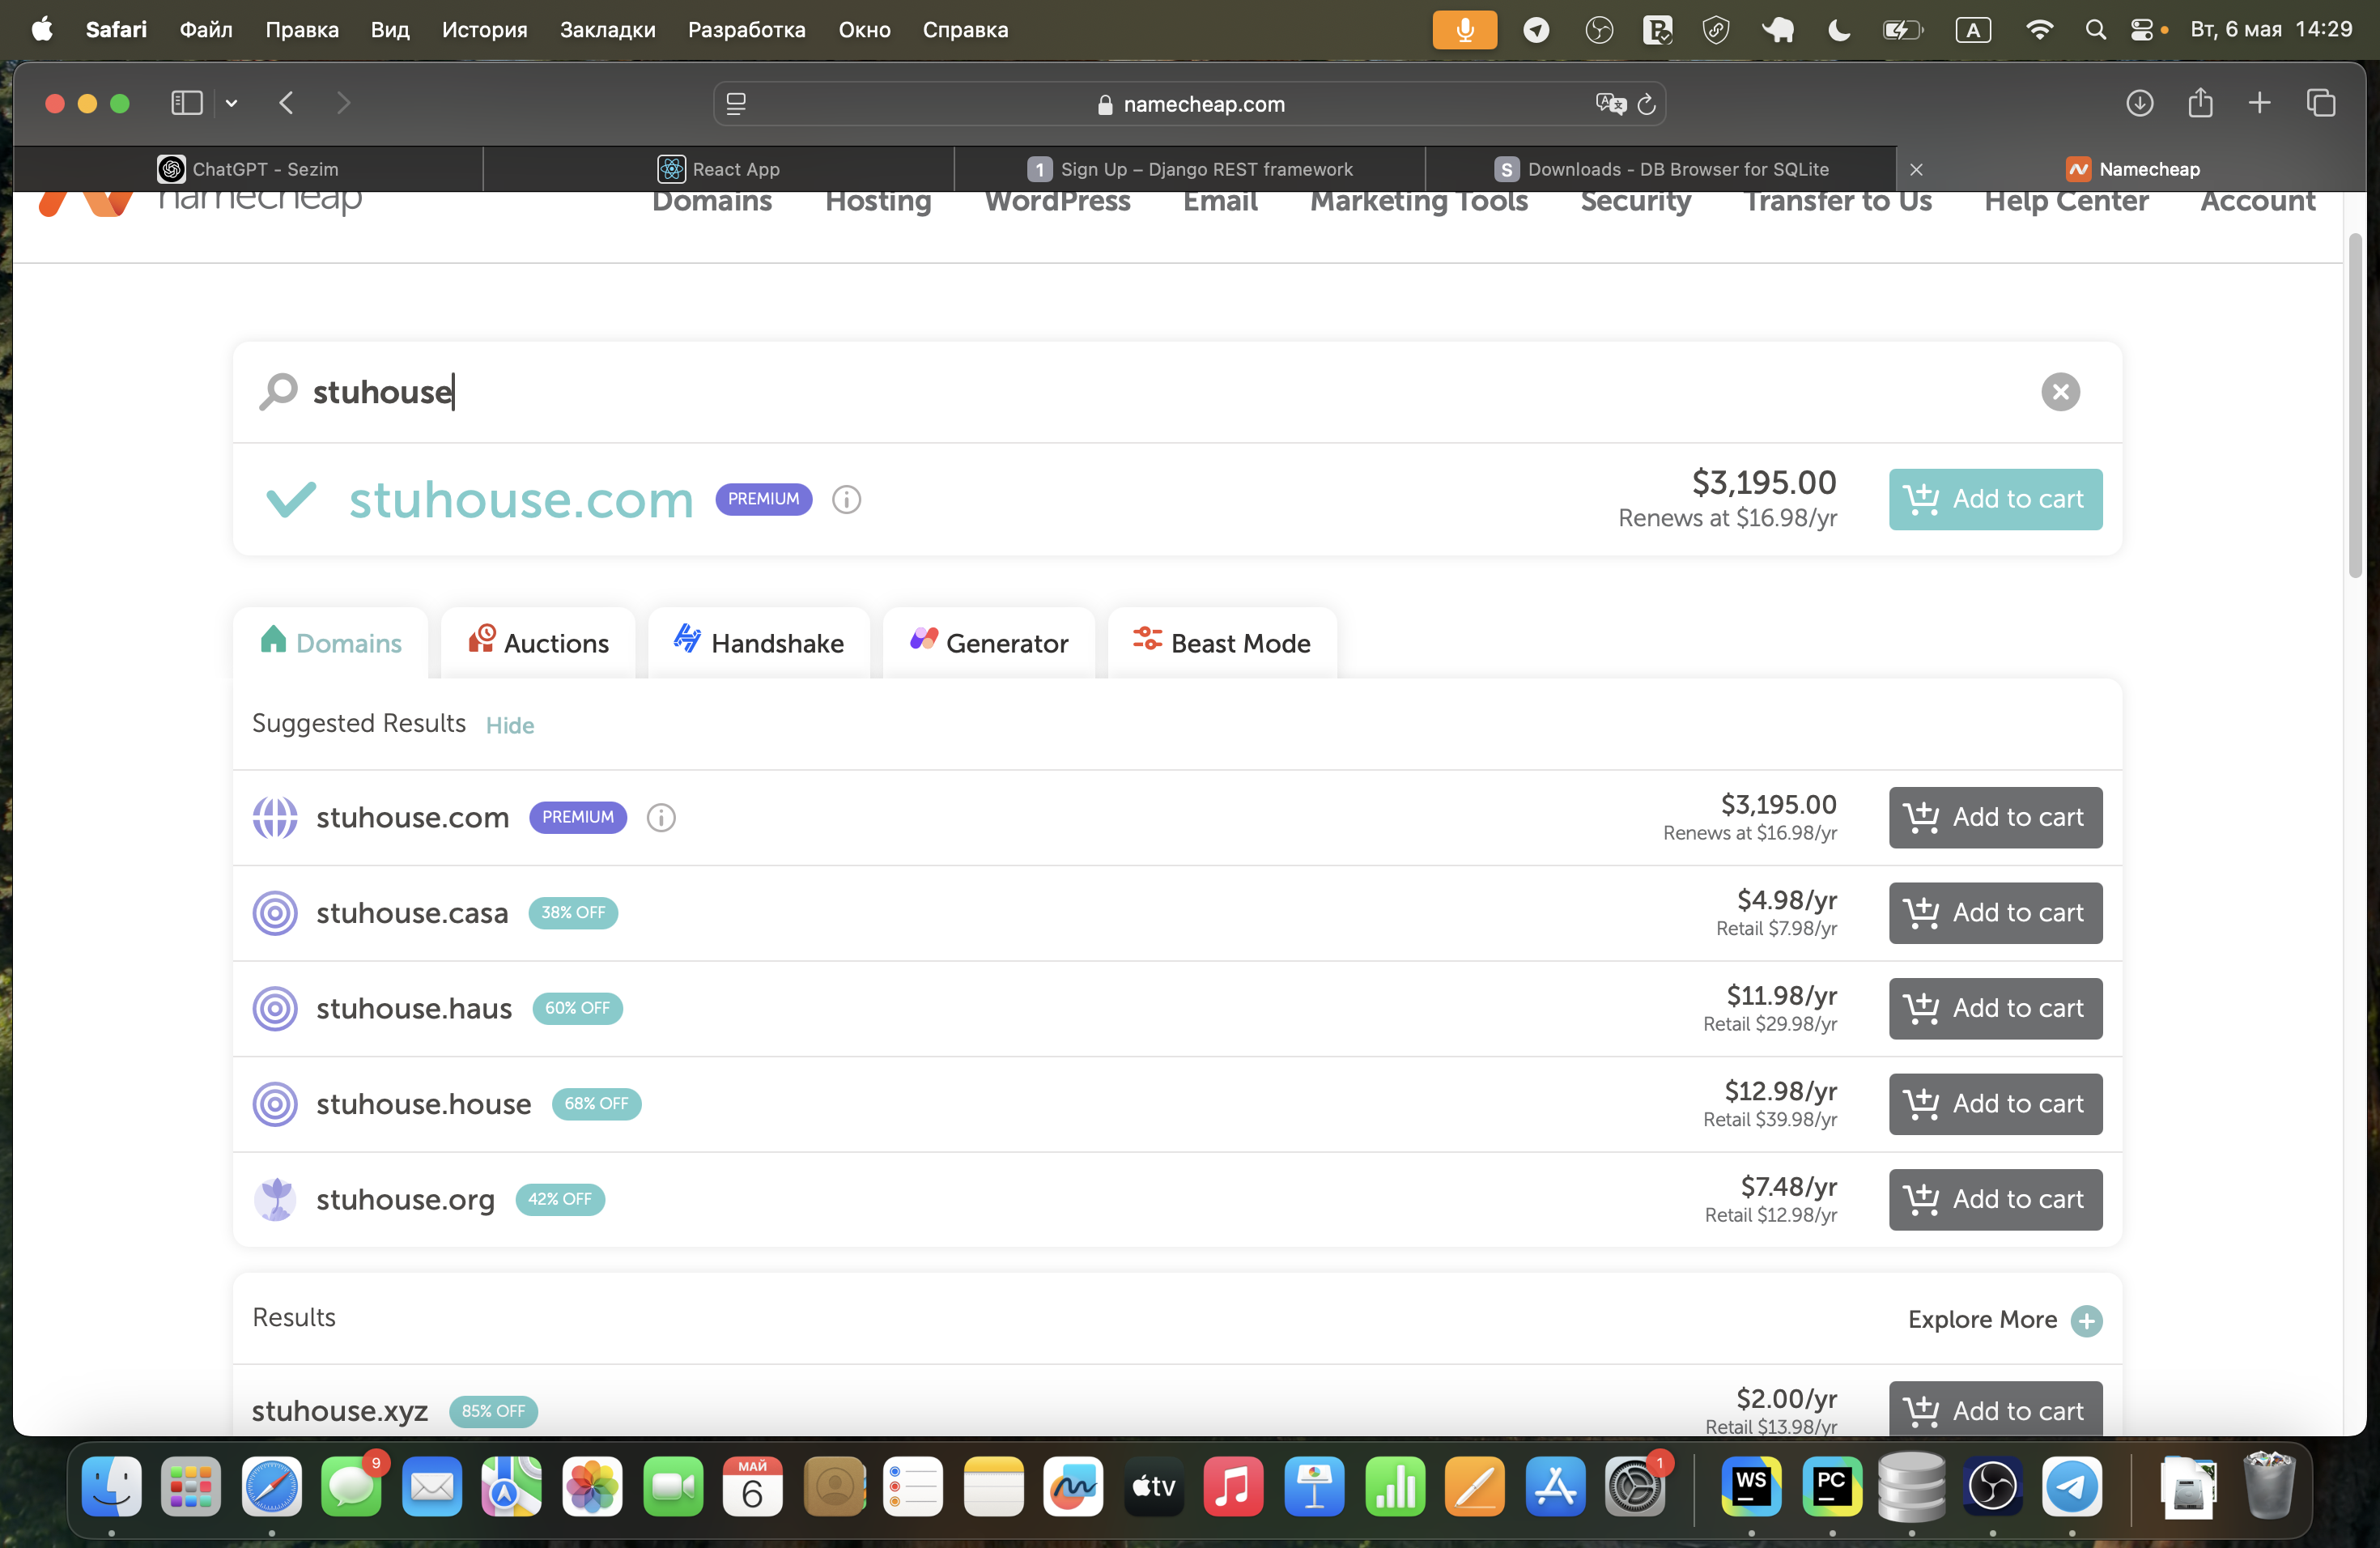 Safari Файл Правка Вид История Закладки Разработка Окно Справка A Вт, 6 мая 14:29
namecheap.com
ChatGPT - Sezim React App 1 Sign Up – Django REST framework S Downloads - DB Browser for SQLite Namecheap
namecheap Domains Hosting WordPress Email Marketing Tools Security Transfer to Us Help Center Account
stuhouse
stuhouse.com PREMIUM $3,195.00 Add to cart
Renews at $16.98/yr
Domains Auctions Handshake Generator Beast Mode
Suggested Results Hide
stuhouse.com PREMIUM $3,195.00 Add to cart
Renews at $16.98/yr
stuhouse.casa 38% OFF $4.98/yr Add to cart
Retail $7.98/yr
stuhouse.haus 60% OFF $11.98/yr Add to cart
Retail $29.98/yr
stuhouse.house 68% OFF $12.98/yr Add to cart
Retail $39.98/yr
stuhouse.org 42% OFF $7.48/yr Add to cart
Retail $12.98/yr
Results Explore More
stuhouse.xyz 85% OFF $2.00/yr Add to cart
Retail $13.98/yr
9 МАЙ 6 tv 1 WS PC